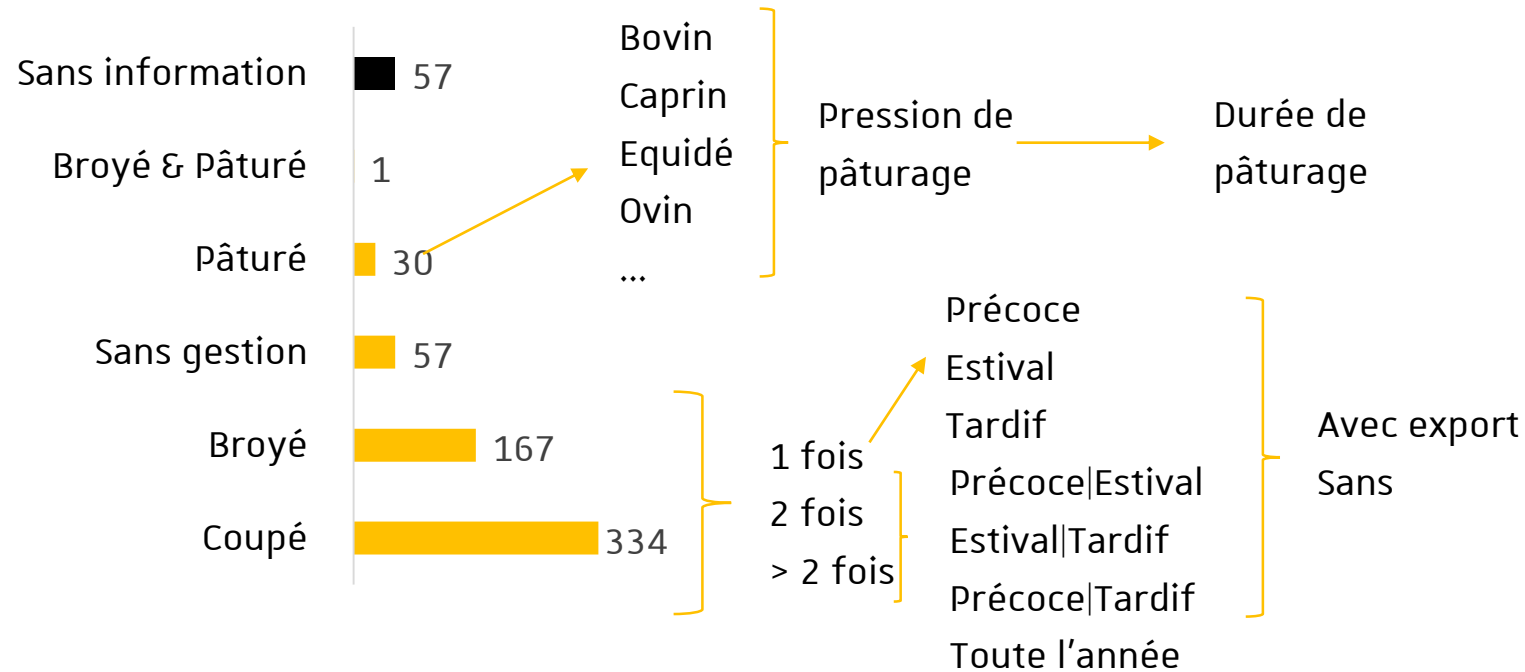 Sans information 57
Broyé & Pâturé 1
Pâturé 30
Sans gestion 57
Broyé 167
Coupé 334
Bovin
Caprin
Equidé
Ovin
...
Pression de
pâturage
Durée de
pâturage
1 fois
2 fois
> 2 fois
Précoce
Estival
Tardif
Précoce|Estival
Estival|Tardif
Précoce|Tardif
Toute l'année
Avec export
Sans